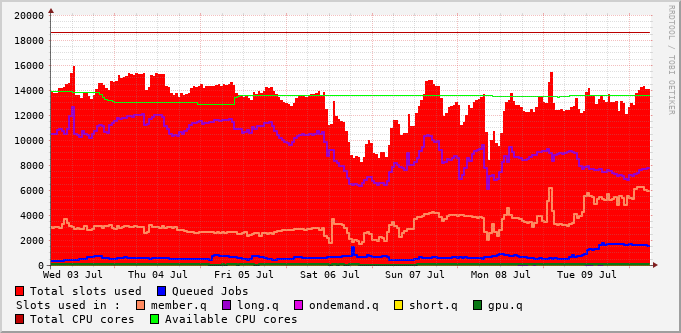 20000
18000
16000
14000
12000
10000
8000
6000
4000
2000
0
Wed 03 Jul Thu 04 Jul Fri 05 Jul Sat 06 Jul Sun 07 Jul Mon 08 Jul Tue 09 Jul
RRDTOOL / TOBI OETIKER
Total slots used Queued Jobs
Slots used in : member.q long.q ondemand.q short.q gpu.q
Total CPU cores Available CPU cores